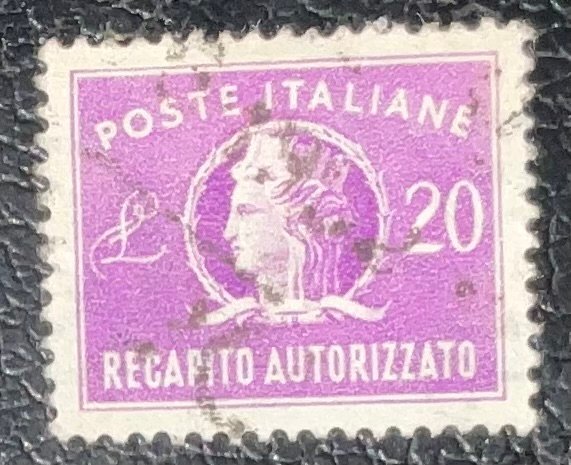 POSTE ITALIANE
£ 20
RECAPITO AUTORIZZATO